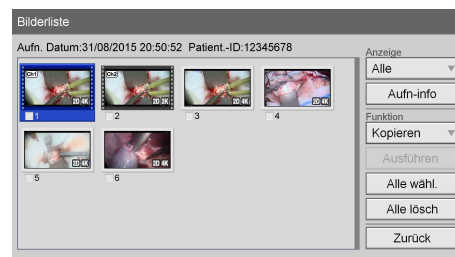 Bilderliste
Aufn. Datum:31/08/2015 20:50:52 Patient.-ID:12345678
Anzeige
Alle
Aufn-info
Funktion
Kopieren
Ausführen
Alle wähl.
Alle lösch
Zurück
Ch1 Ch2
2D 4K 2D 2K 2D 4K 2D 4K
1 2 3 4
2D 4K 2D 4K
5 6